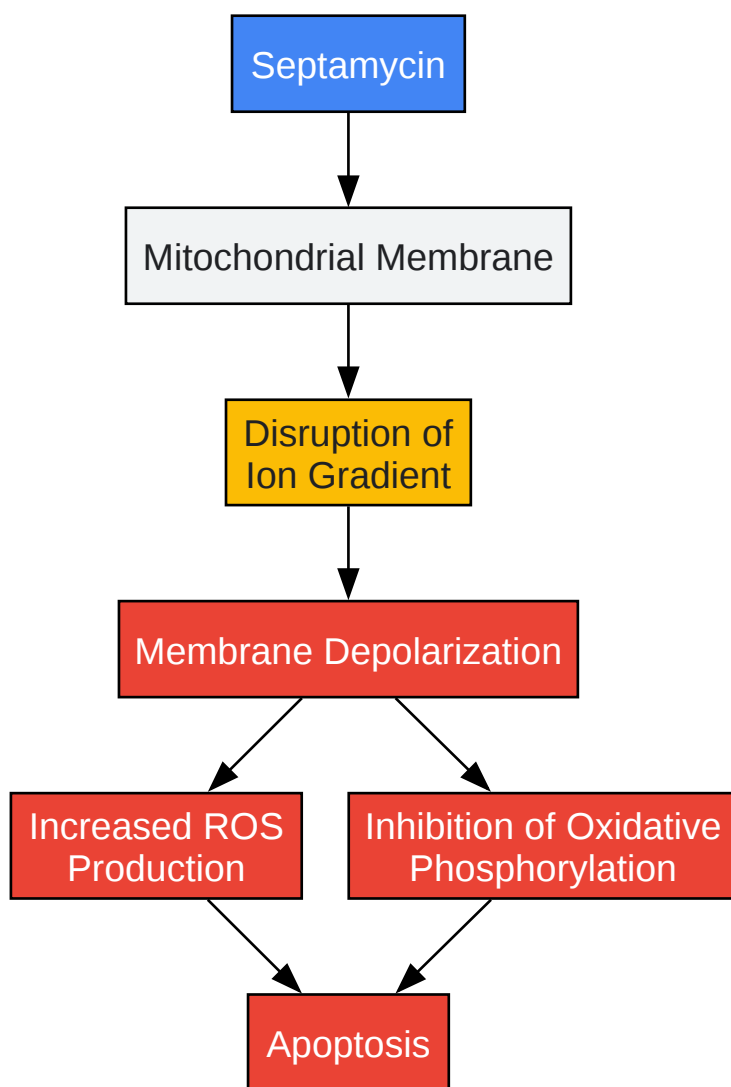 Septamycin
Mitochondrial Membrane
Disruption of
Ion Gradient
Membrane Depolarization
Increased ROS
Production
Inhibition of Oxidative
Phosphorylation
Apoptosis